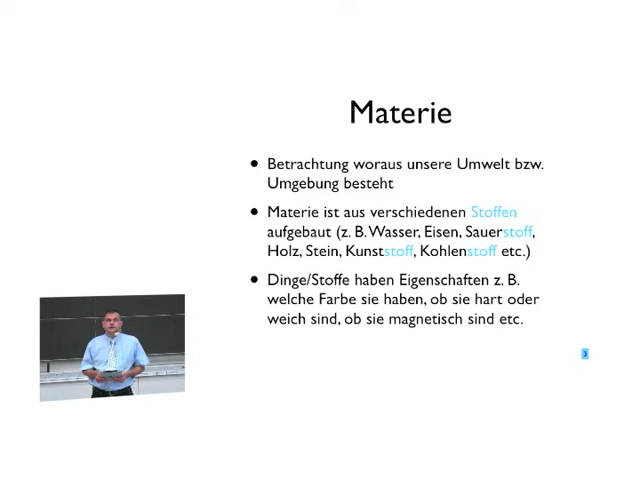 Materie
• Betrachtung woraus unsere Umwelt bzw.
Umgebung besteht
• Materie ist aus verschiedenen Stoffen
aufgebaut (z. B. Wasser, Eisen, Sauerstoff,
Holz, Stein, Kunststoff, Kohlenstoff etc.)
• Dinge/Stoffe haben Eigenschaften z. B.
welche Farbe sie haben, ob sie hart oder
weich sind, ob sie magnetisch sind etc.
3